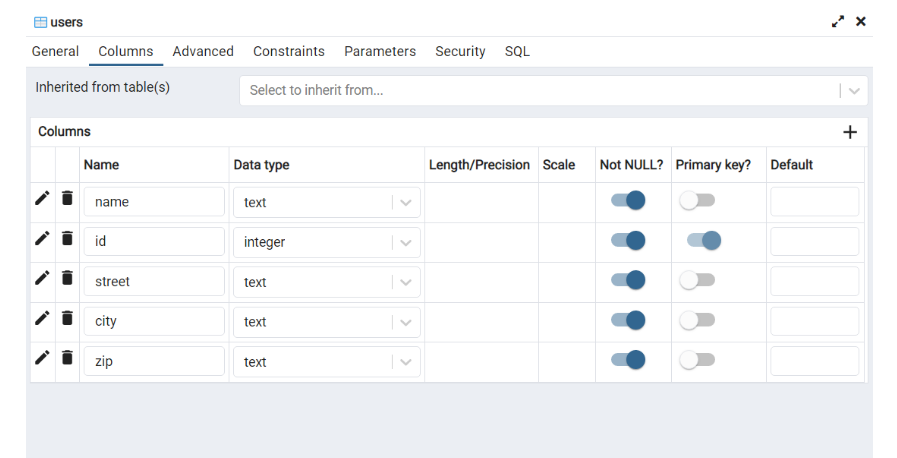 users
General Columns Advanced Constraints Parameters Security SQL
Inherited from table(s) Select to inherit from...
Columns
Name Data type Length/Precision Scale Not NULL? Primary key? Default
name text
id integer
street text
city text
zip text